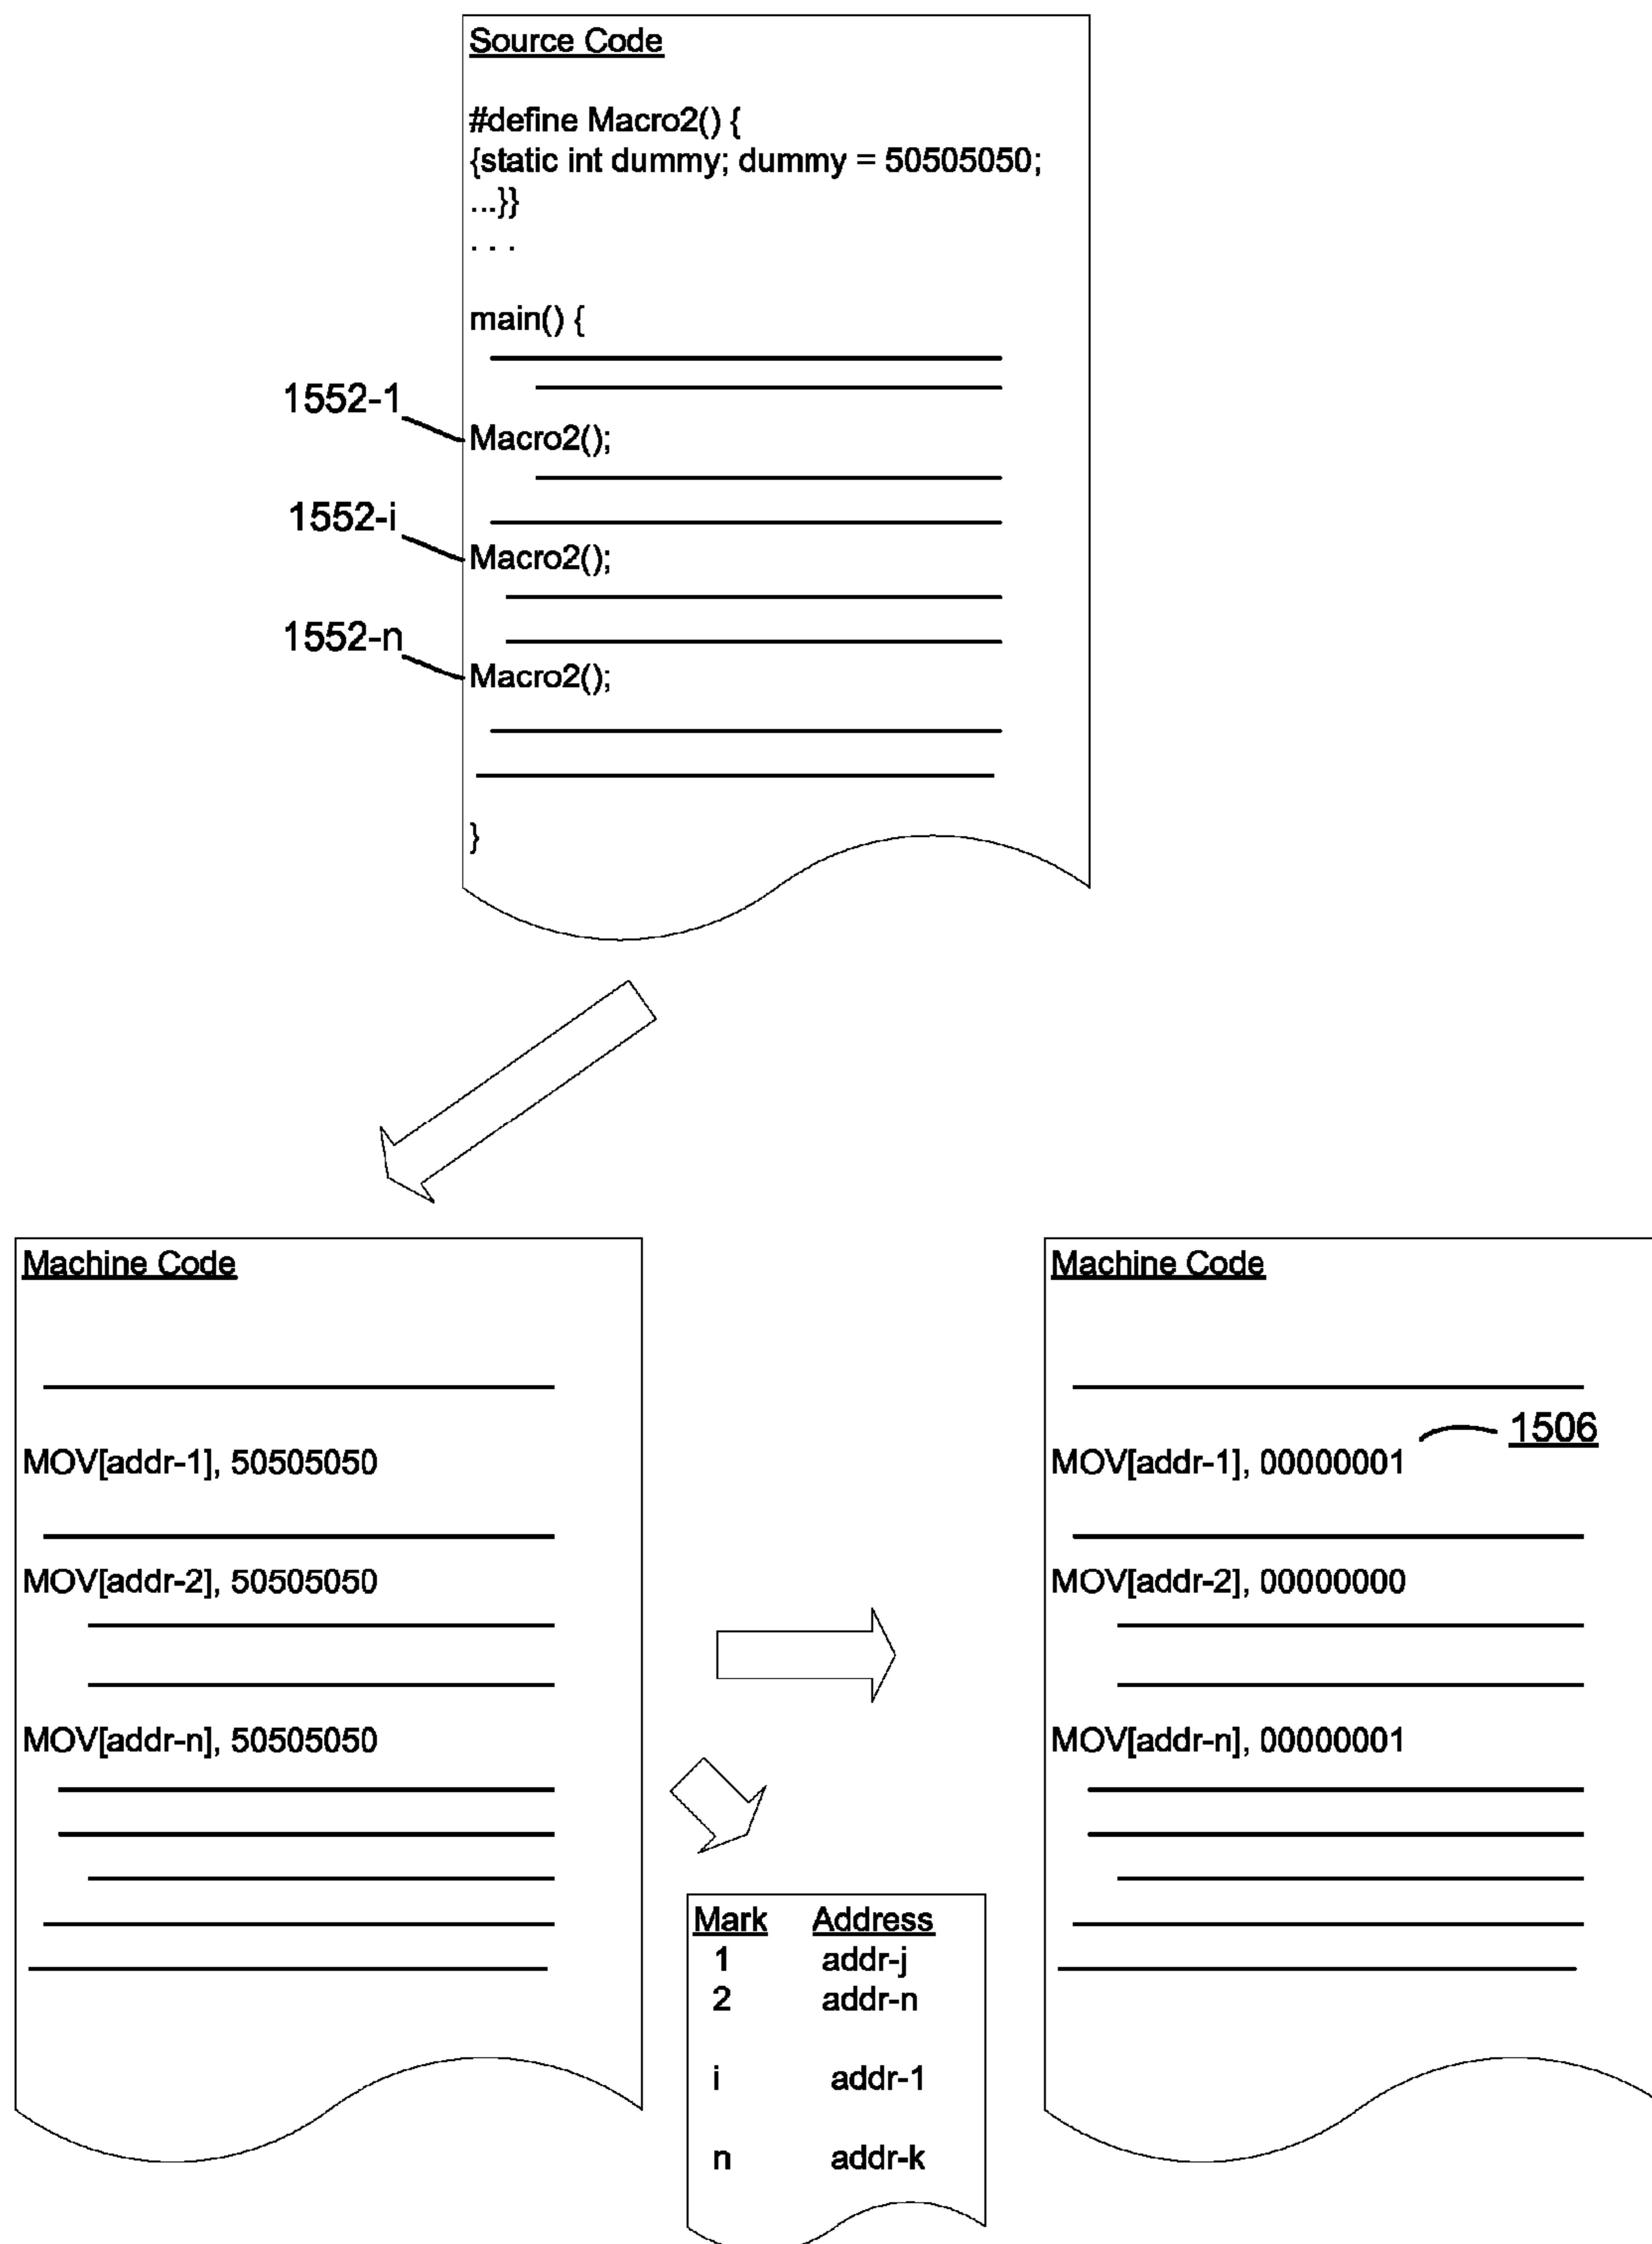 Source Code
#define Macro2() {
{static int dummy; dummy = 50505050;
...}}
. . .
main() {
1552-1
Macro2();
1552-i
Macro2();
1552-n
Macro2();
}
Machine Code
MOV[addr-1], 50505050
MOV[addr-2], 50505050
MOV[addr-n], 50505050
Machine Code
1506
MOV[addr-1], 00000001
MOV[addr-2], 00000000
MOV[addr-n], 00000001
Mark Address
1 addr-j
2 addr-n
i addr-1
n addr-k